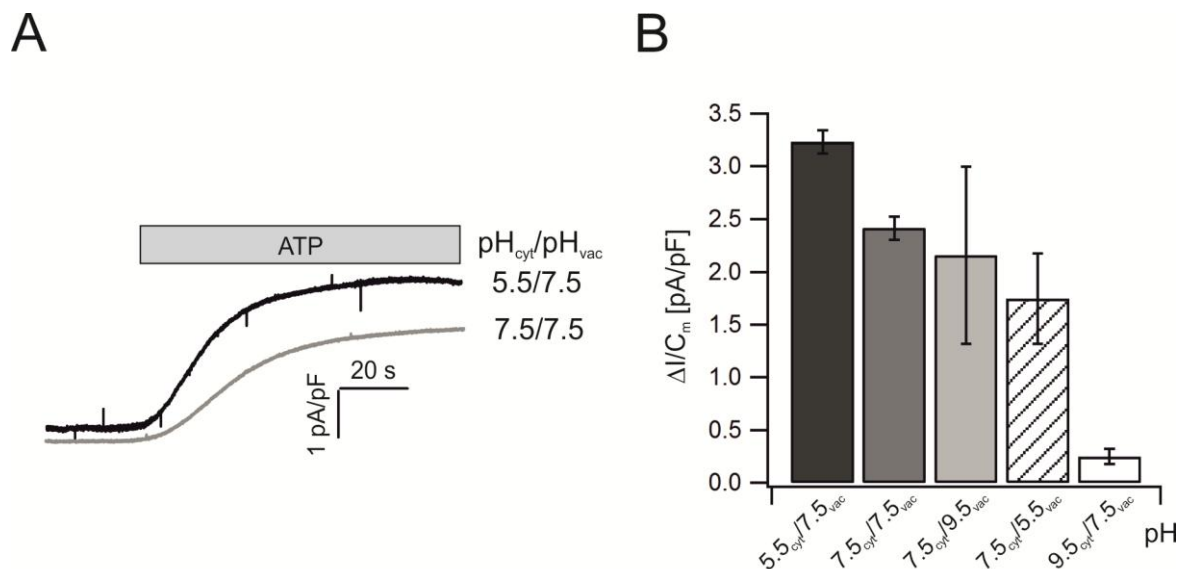 A
ATP
pHcyt/pHvac
5.5/7.5
7.5/7.5
20 s
1 pA/pF
B
ΔI/Cm [pA/pF]
3.5
3.0
2.5
2.0
1.5
1.0
0.5
0.0
5.5cyt/7.5vac
7.5cyt/7.5vac
7.5cyt/9.5vac
7.5cyt/5.5vac
9.5cyt/7.5vac
pH